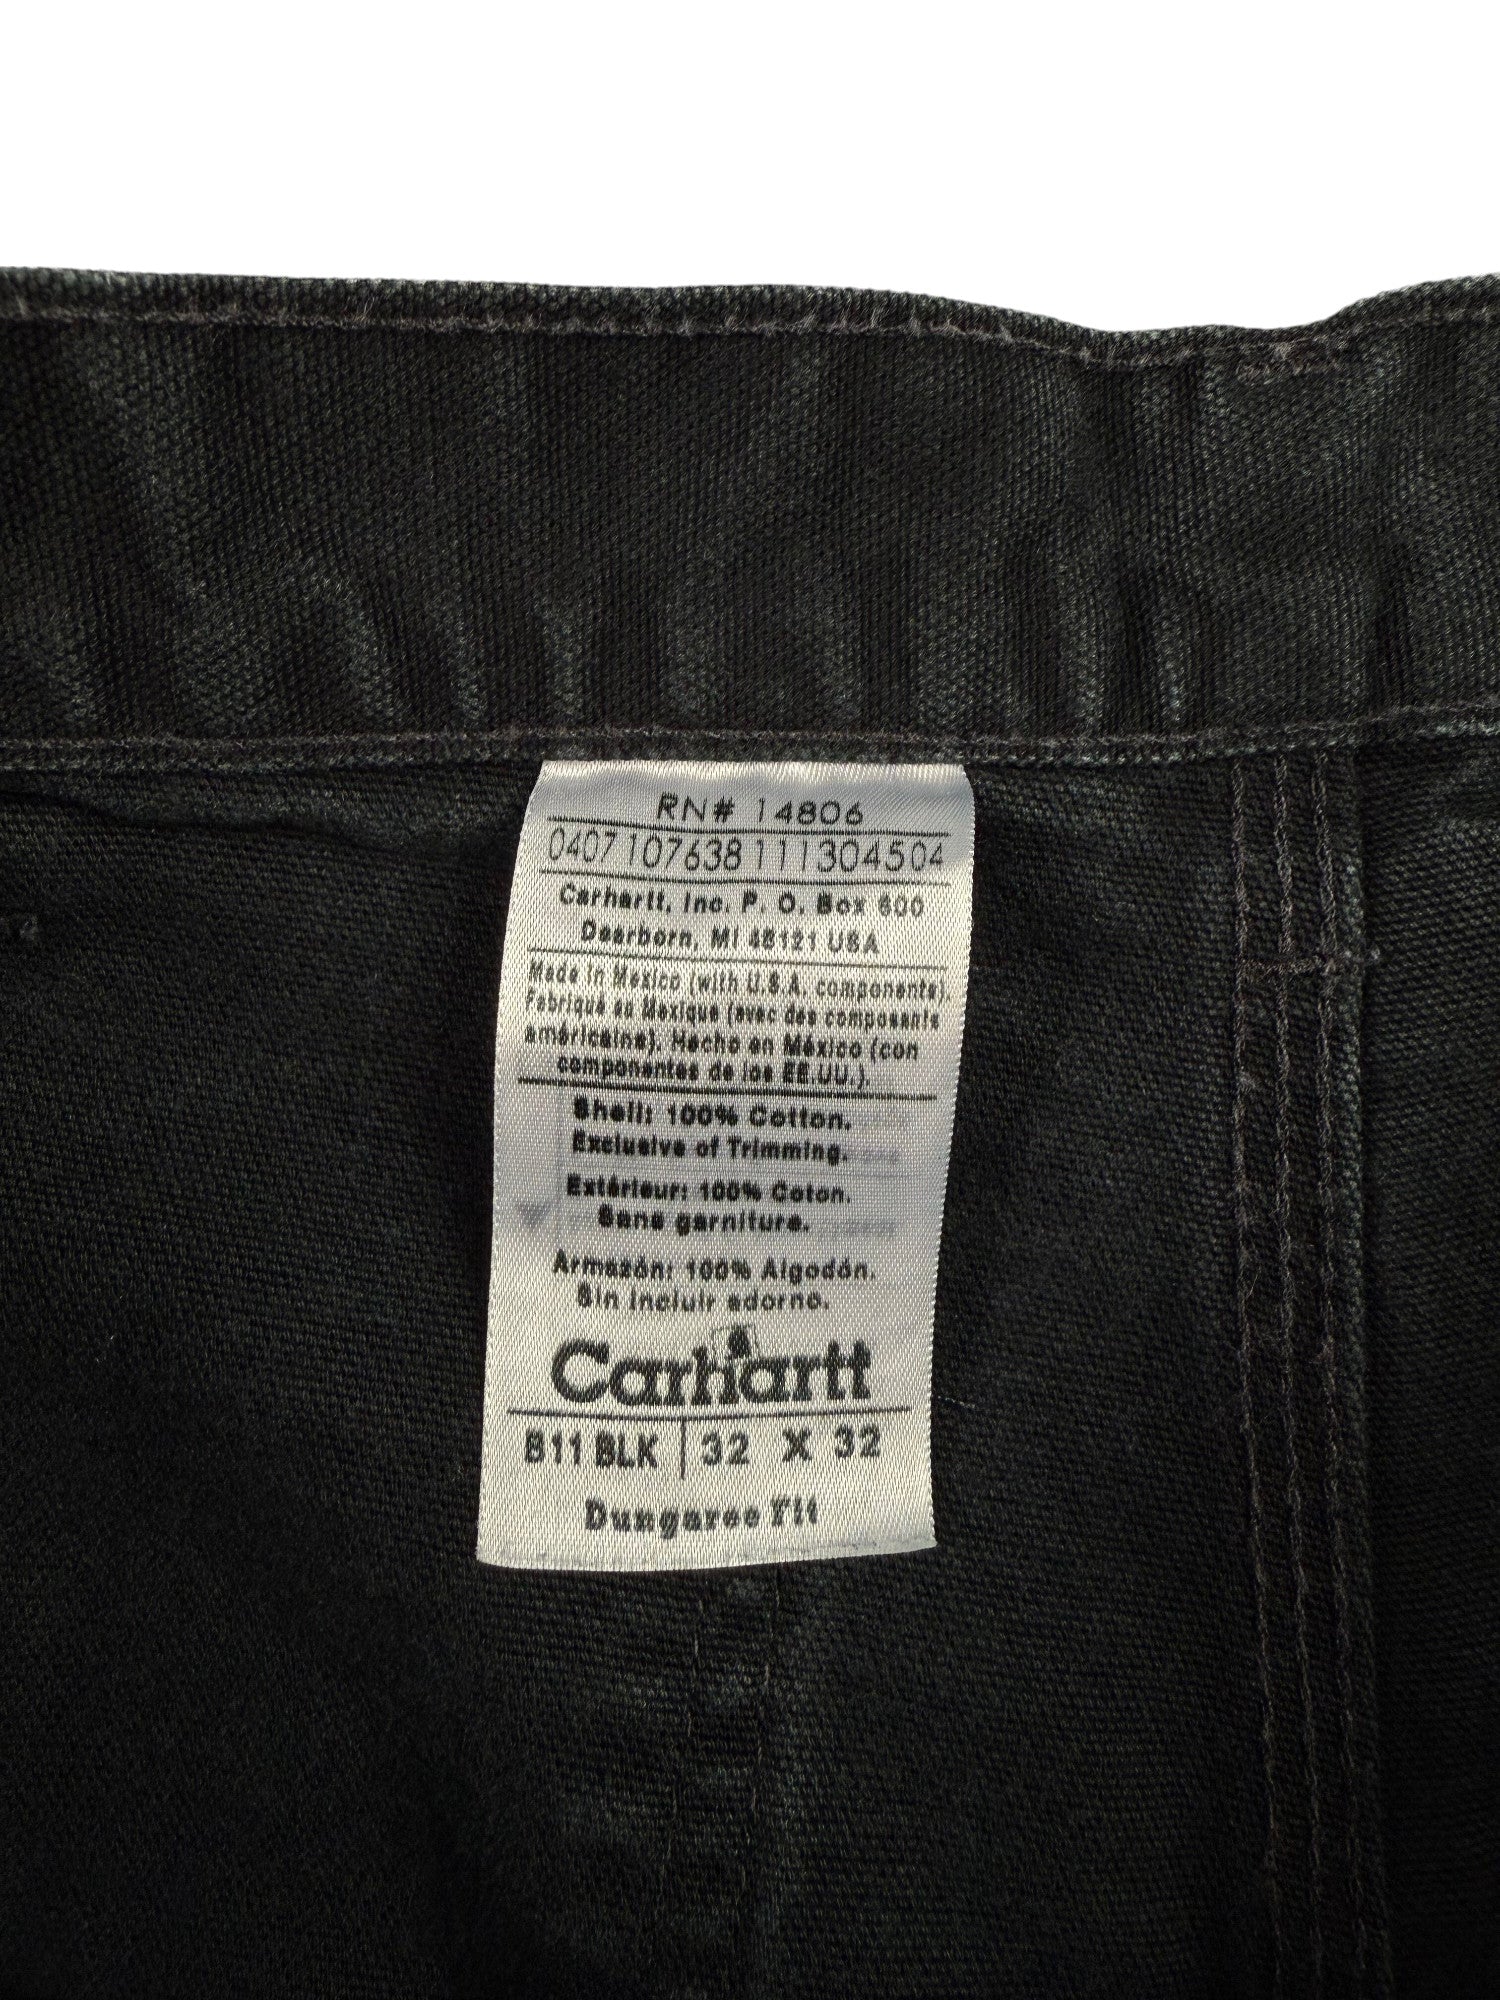 RN# 14806
0407107638111304504
Carhartt, Inc. P. O. Box 600
Dearborn, MI 48121 USA
Made in Mexico (with U.S.A. components).
Fabriqué au Mexique (avec des composants
américains). Hecho en México (con
componentes de los EE.UU.).
Shell: 100% Cotton.
Exclusive of Trimming.
Extérieur: 100% Coton.
Sans garniture.
Armazón: 100% Algodón.
Sin incluir adorno.
Carhartt
B11 BLK 32 X 32
Dungaree Fit